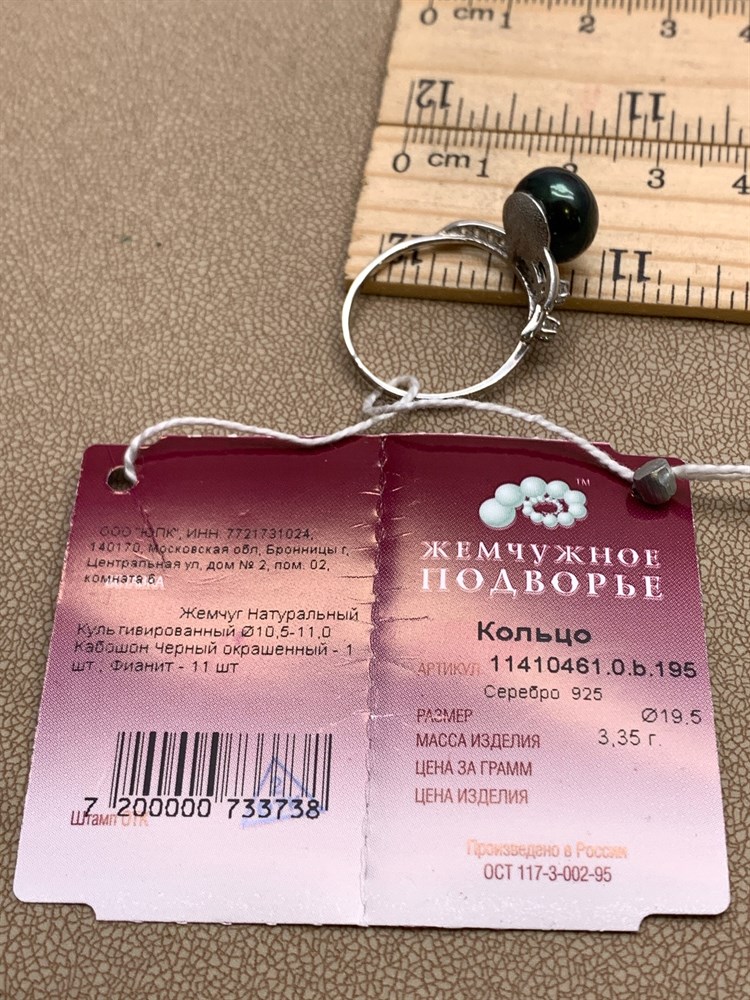 0 cm 1 2 3 4
12 11
0 cm 1 2 3 4
12 11
ООО "ЮПК", ИНН: 7721731024,
140170, Московская обл, Бронницы г,
Центральная ул, дом № 2, пом. 02,
комната 6
Жемчуг Натуральный
Культивированный Ø10,5-11,0
Кабошон Черный окрашенный - 1
шт., Фианит - 11 шт
7 200000 733738
Штамп ОТК
TM
ЖЕМЧУЖНОЕ
ПОДВОРЬЕ
Кольцо
АРТИКУЛ 11410461.0.b.195
Серебро 925
РАЗМЕР Ø19,5
МАССА ИЗДЕЛИЯ 3,35 г.
ЦЕНА ЗА ГРАММ
ЦЕНА ИЗДЕЛИЯ
Произведено в России
ОСТ 117-3-002-95